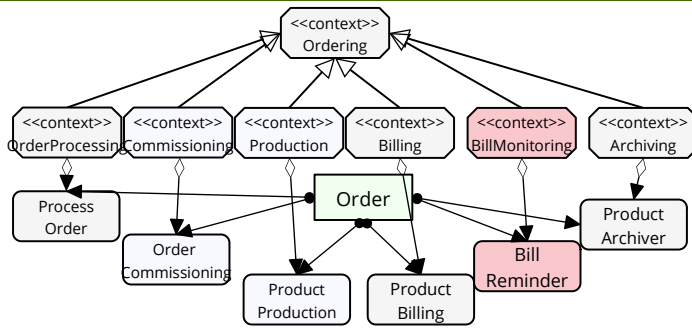 <<context>>
Ordering
<<context>>
OrderProcessing
<<context>>
Commissioning
<<context>>
Production
<<context>>
Billing
<<context>>
BillMonitoring
<<context>>
Archiving
Process
Order
Order
Product
Archiver
Order
Commissioning
Bill
Reminder
Product
Production
Product
Billing